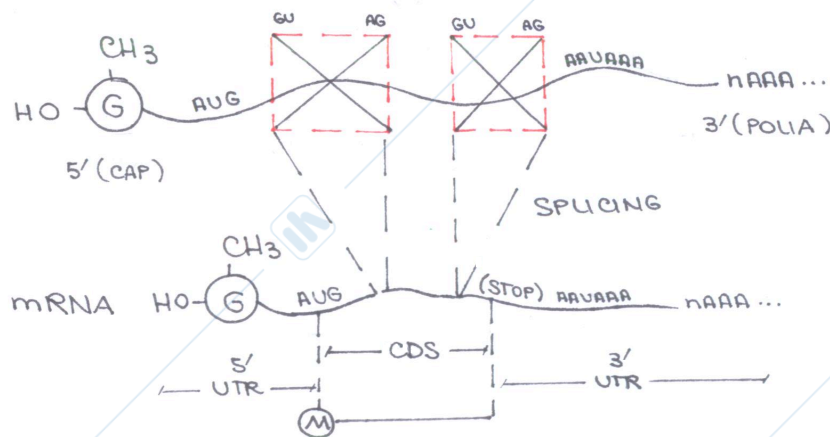 GU AG GU AG
CH3
AAUAAA
HO G AUG nAAA...
3' (POLIA)
5' (CAP)
SPLICING
CH3
mRNA HO G AUG (STOP) AAUAAA nAAA...
5' UTR CDS 3' UTR
M